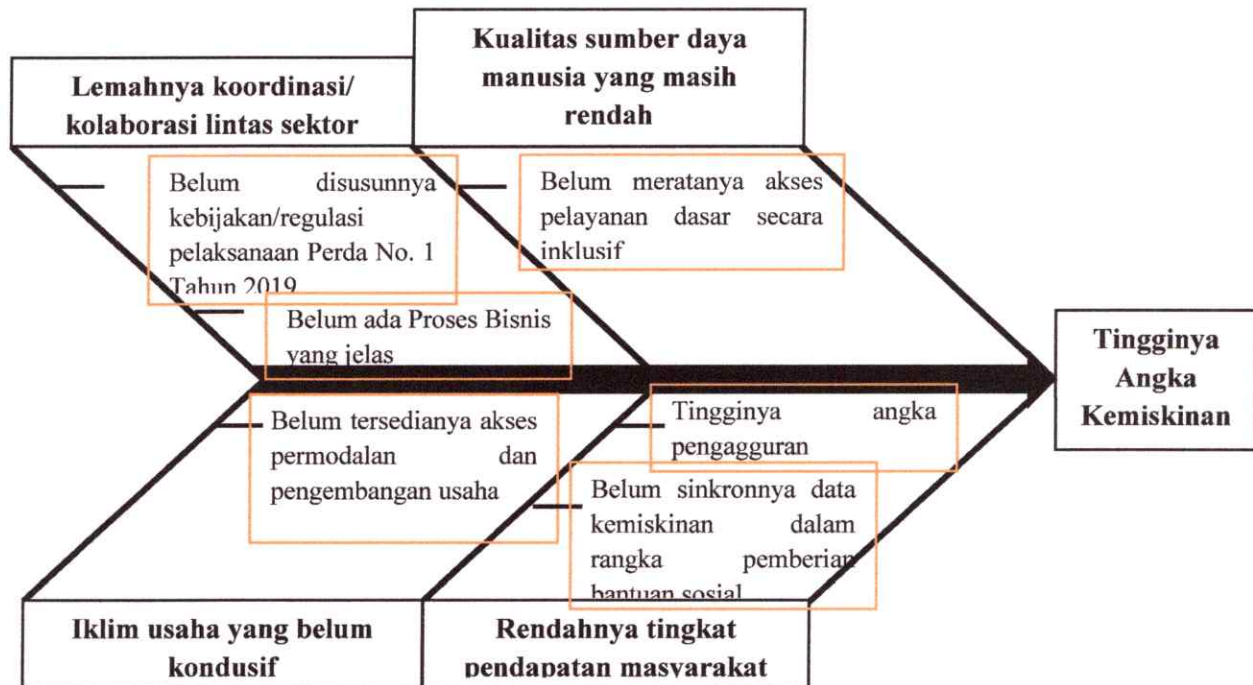 Lemahnya koordinasi/
kolaborasi lintas sektor
Kualitas sumber daya
manusia yang masih
rendah
Belum disusunnya
kebijakan/regulasi
pelaksanaan Perda No. 1
Tahun 2019
Belum ada Proses Bisnis
yang jelas
Belum meratanya akses
pelayanan dasar secara
inklusif
Tingginya
Angka
Kemiskinan
Belum tersedianya akses
permodalan dan
pengembangan usaha
Tingginya angka
pengagguran
Belum sinkronnya data
kemiskinan dalam
rangka pemberian
bantuan sosial
Iklim usaha yang belum
kondusif
Rendahnya tingkat
pendapatan masyarakat